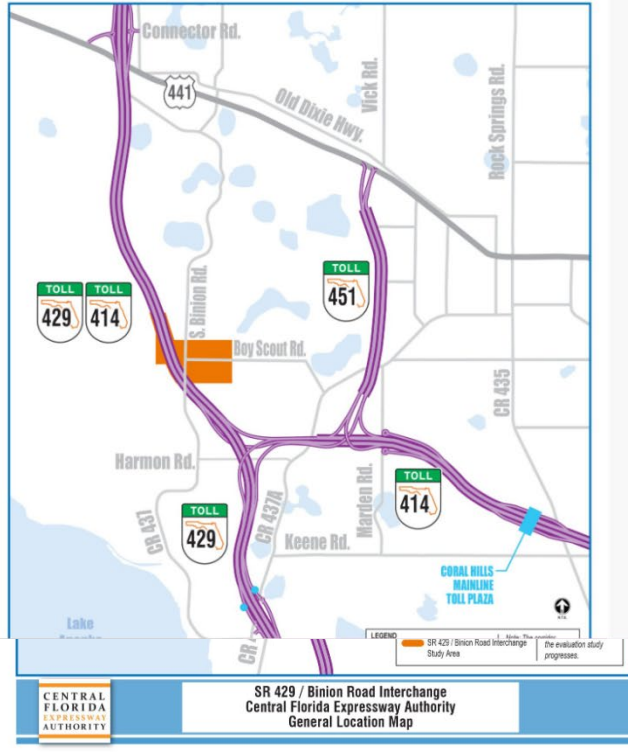 Connector Rd.
441
Old Dixie Hwy.
Vick Rd.
Rock Springs Rd.
TOLL
429
TOLL
414
S. Binion Rd.
TOLL
451
Boy Scout Rd.
CR 435
Harmon Rd.
TOLL
414
Marden Rd.
CR 437
TOLL
429
CR 437A
Keene Rd.
CORAL HILLS
MAINLINE
TOLL PLAZA
Lake
CR
LEGEND
SR 429 / Binion Road Interchange
Study Area
the evaluation study
progresses.
CENTRAL
FLORIDA
EXPRESSWAY
AUTHORITY
SR 429 / Binion Road Interchange
Central Florida Expressway Authority
General Location Map